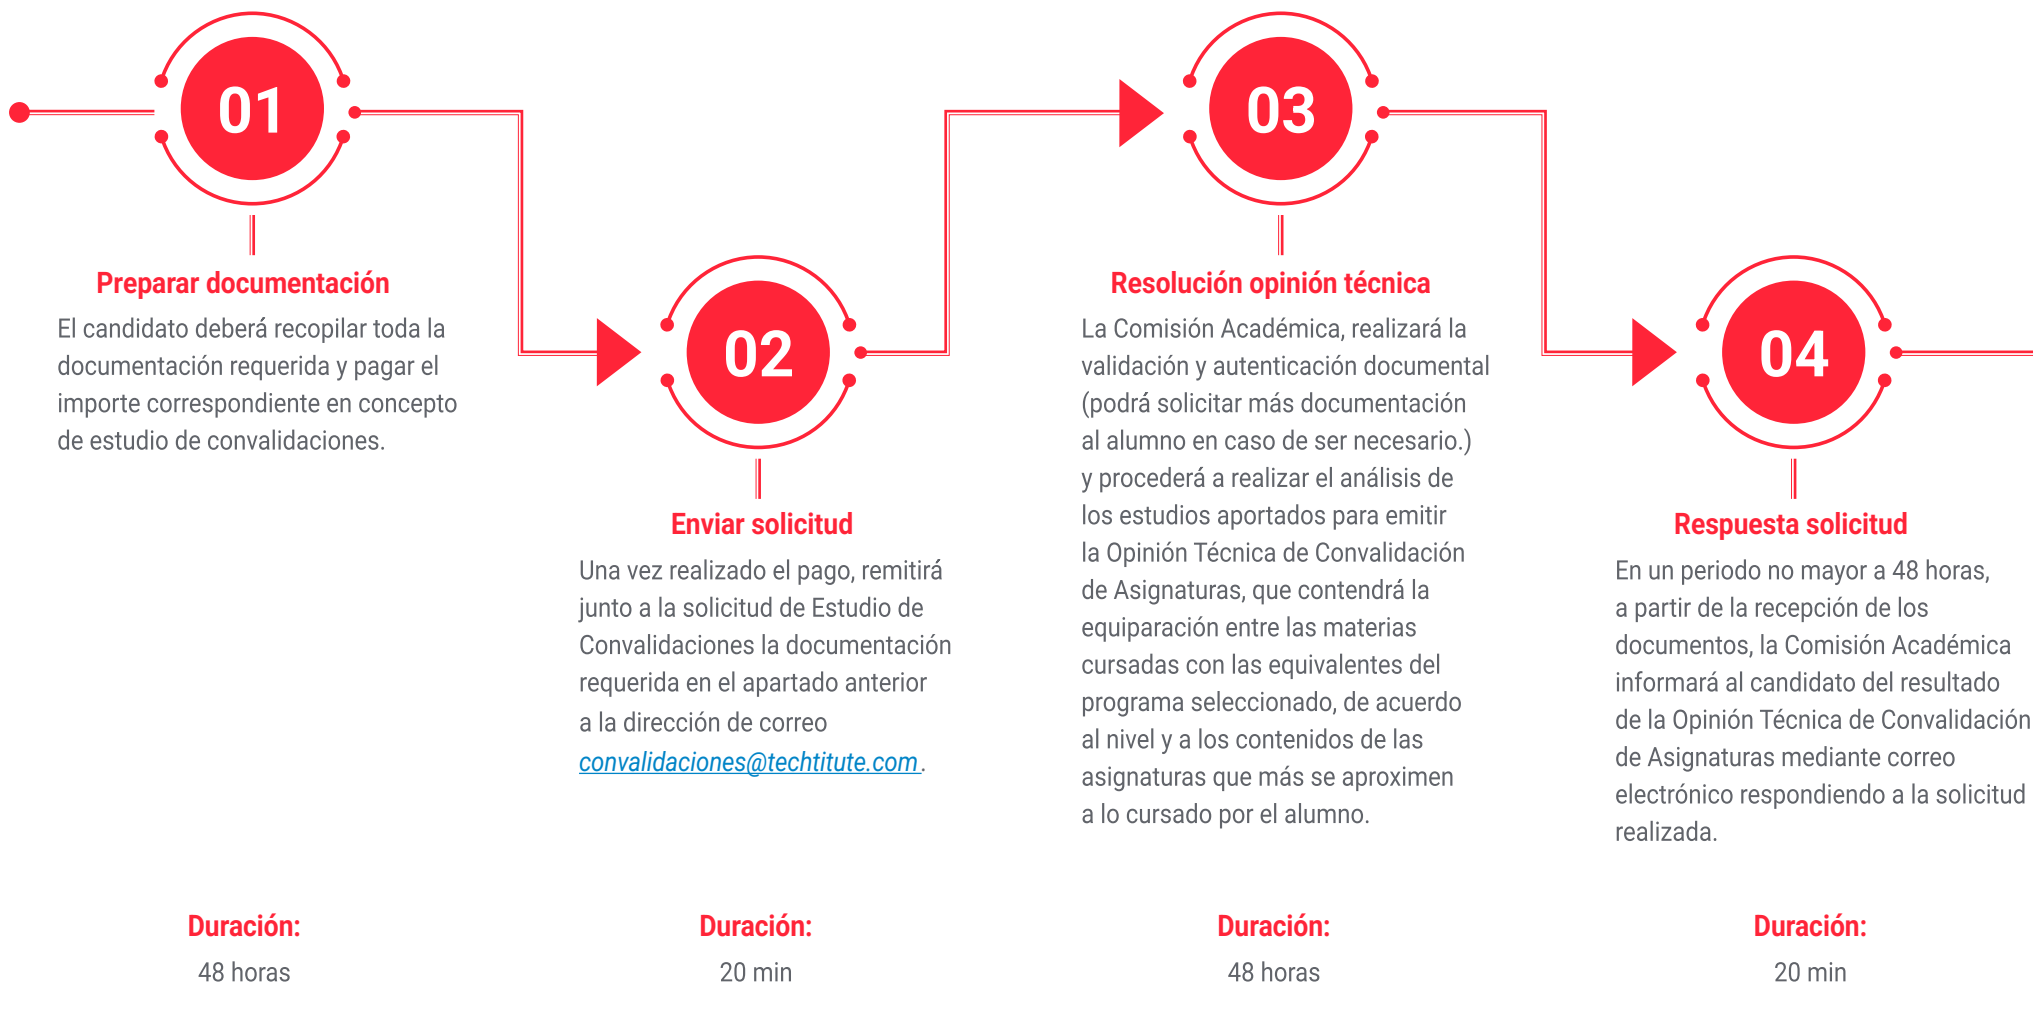 01
Preparar documentación
El candidato deberá recopilar toda la
documentación requerida y pagar el
importe correspondiente en concepto
de estudio de convalidaciones.
Duración:
48 horas
02
Enviar solicitud
Una vez realizado el pago, remitirá
junto a la solicitud de Estudio de
Convalidaciones la documentación
requerida en el apartado anterior
a la dirección de correo
convalidaciones@techtitute.com.
Duración:
20 min
03
Resolución opinión técnica
La Comisión Académica, realizará la
validación y autenticación documental
(podrá solicitar más documentación
al alumno en caso de ser necesario.)
y procederá a realizar el análisis de
los estudios aportados para emitir
la Opinión Técnica de Convalidación
de Asignaturas, que contendrá la
equiparación entre las materias
cursadas con las equivalentes del
programa seleccionado, de acuerdo
al nivel y a los contenidos de las
asignaturas que más se aproximen
a lo cursado por el alumno.
Duración:
48 horas
04
Respuesta solicitud
En un periodo no mayor a 48 horas,
a partir de la recepción de los
documentos, la Comisión Académica
informará al candidato del resultado
de la Opinión Técnica de Convalidación
de Asignaturas mediante correo
electrónico respondiendo a la solicitud
realizada.
Duración:
20 min